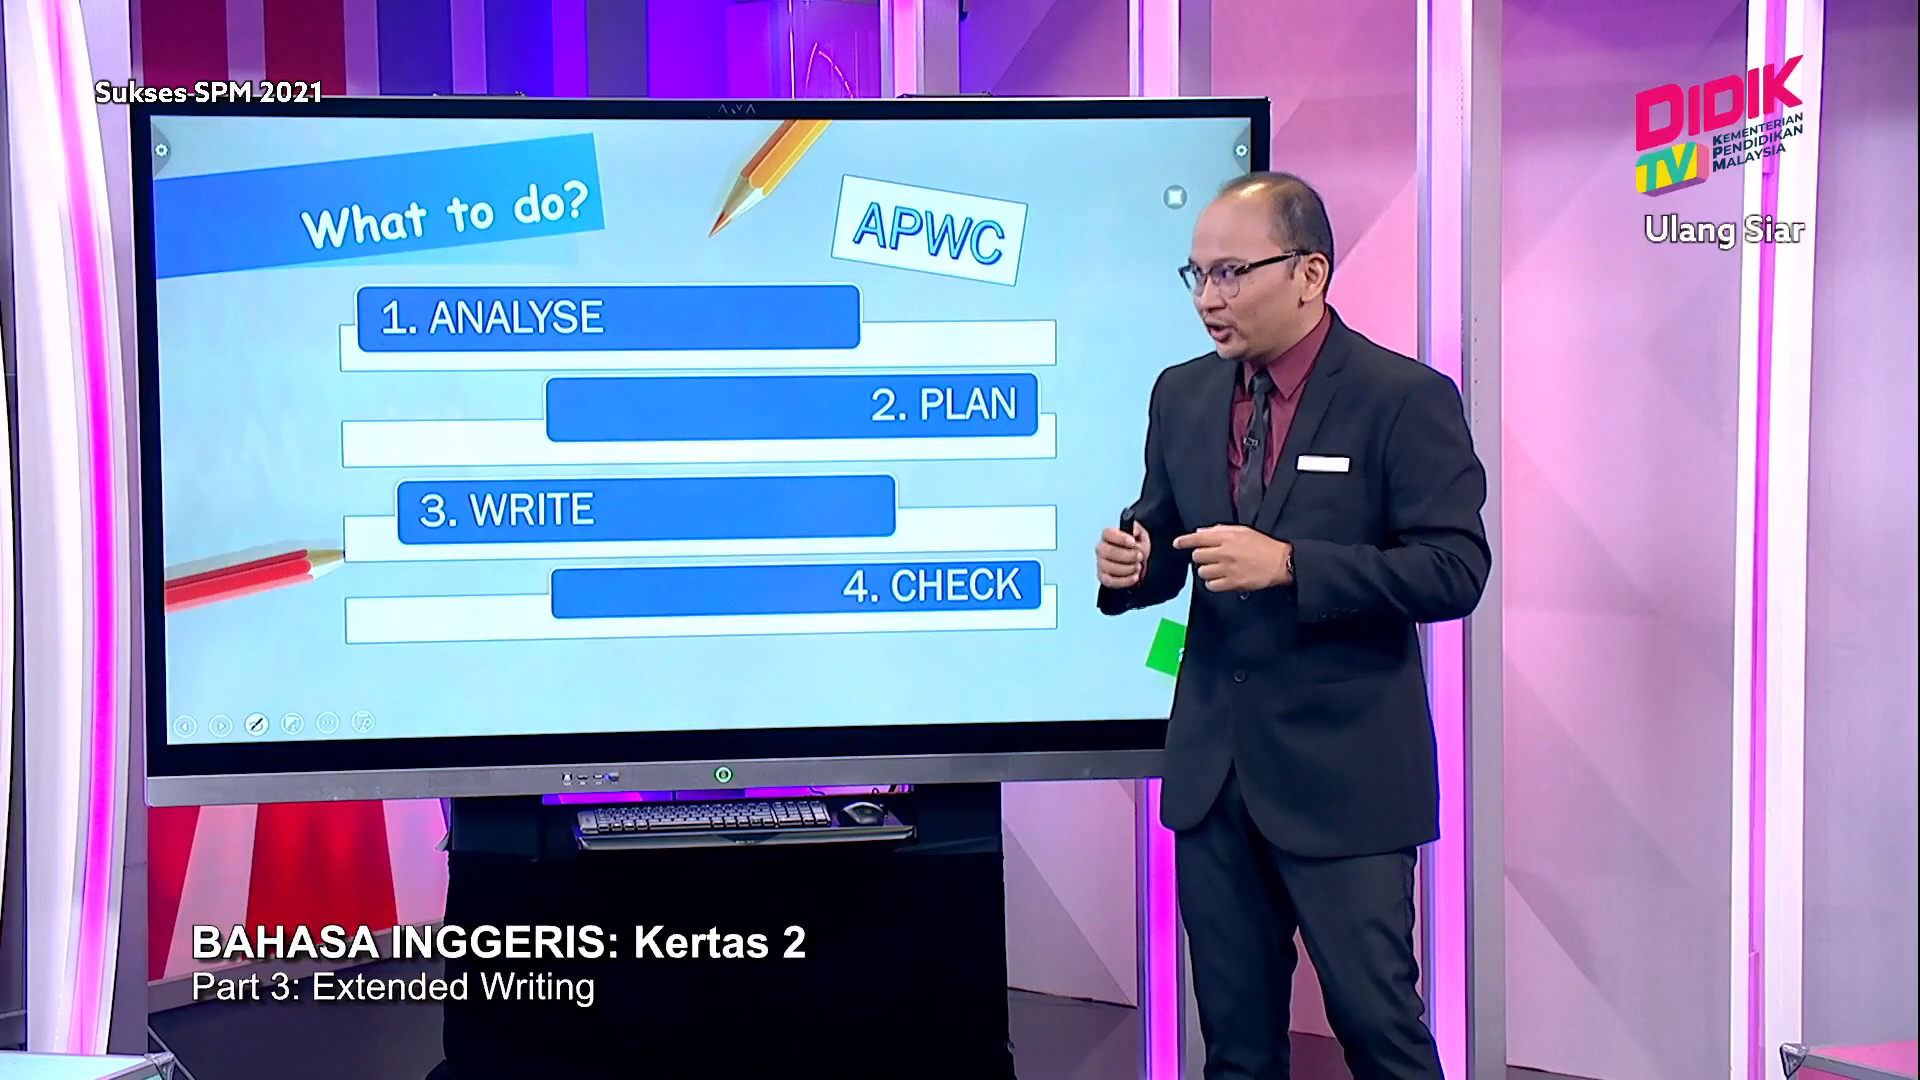 Sukses SPM 2021
DIDIK
TV
KEMENTERIAN
PENDIDIKAN
MALAYSIA
Ulang Siar
What to do?
APWC
1. ANALYSE
2. PLAN
3. WRITE
4. CHECK
BAHASA INGGERIS: Kertas 2
Part 3: Extended Writing